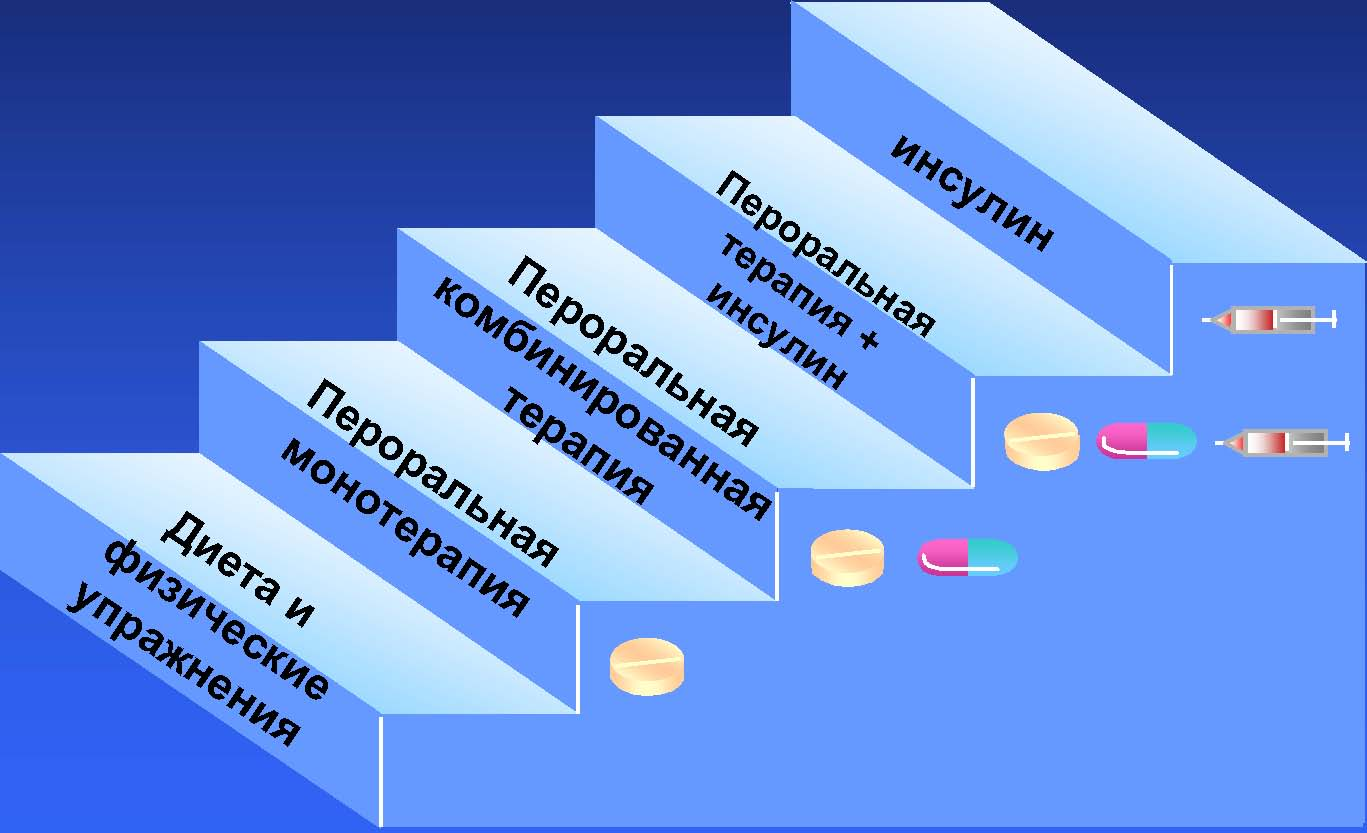 инсулин
Пероральная
терапия +
инсулин
Пероральная
комбинированная
терапия
Пероральная
монотерапия
Диета и
физические
упражнения